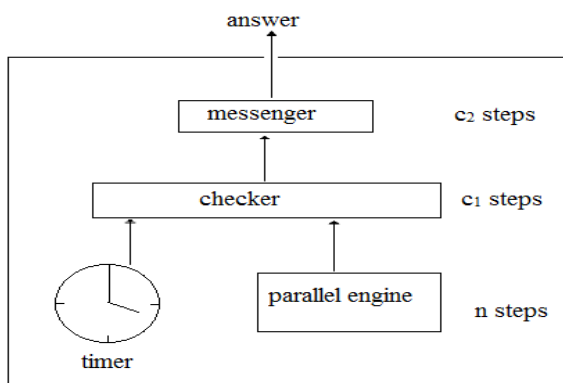 answer
messenger
c₂ steps
checker
c₁ steps
parallel engine
n steps
timer